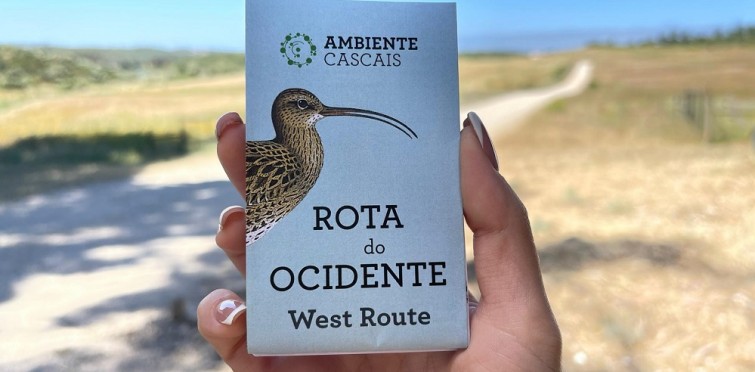 AMBIENTE
CASCAIS
ROTA
do
OCIDENTE
West Route